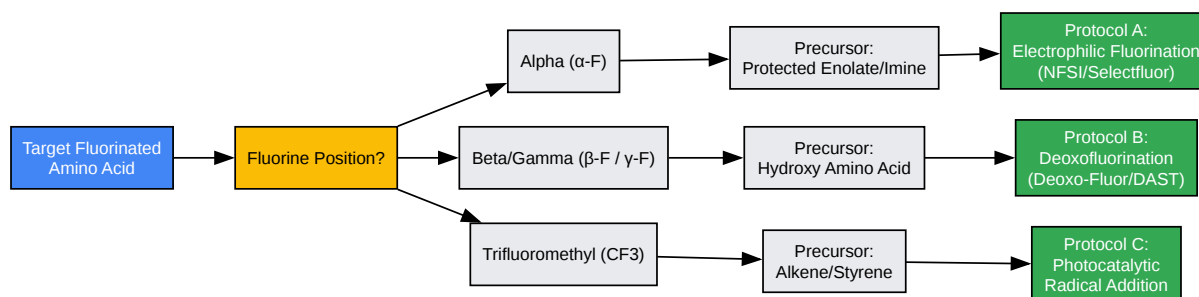 Target Fluorinated
Amino Acid
Fluorine Position?
Alpha (α-F)
Precursor:
Protected Enolate/Imine
Protocol A:
Electrophilic Fluorination
(NFSI/Selectfluor)
Beta/Gamma (β-F / γ-F)
Precursor:
Hydroxy Amino Acid
Protocol B:
Deoxofluorination
(Deoxo-Fluor/DAST)
Trifluoromethyl (CF3)
Precursor:
Alkene/Styrene
Protocol C:
Photocatalytic
Radical Addition